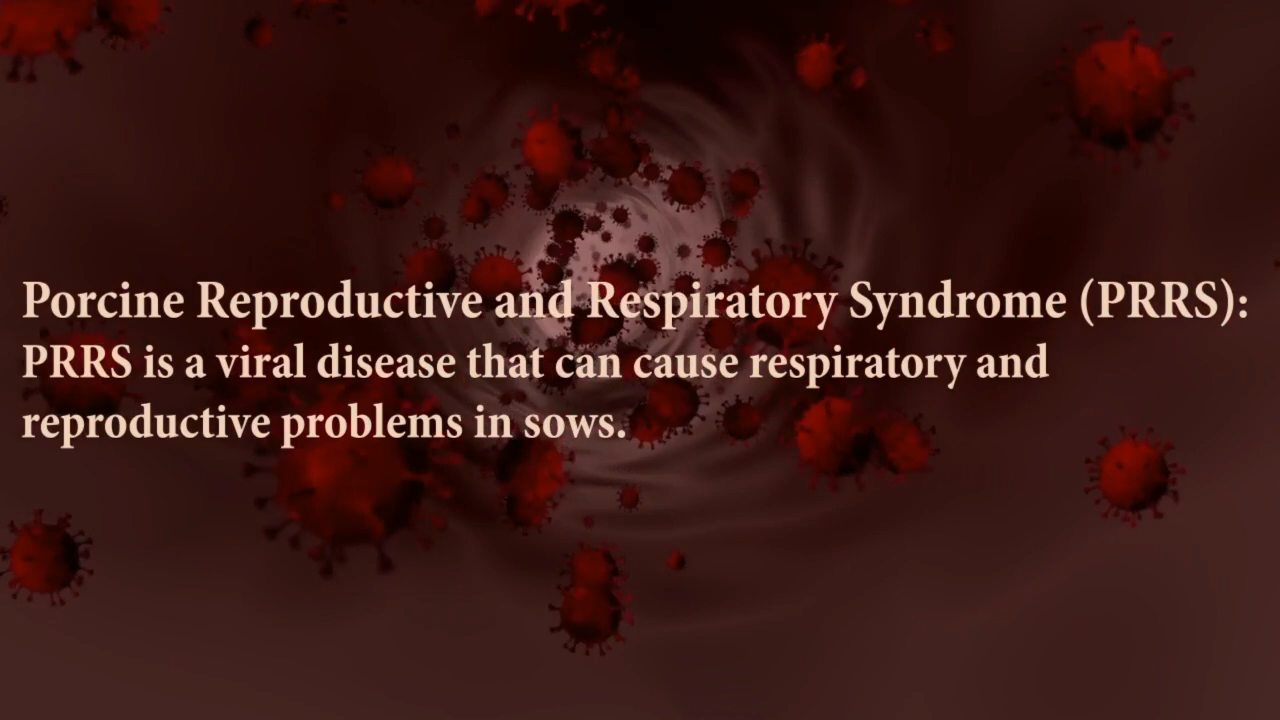 Porcine Reproductive and Respiratory Syndrome (PRRS):
PRRS is a viral disease that can cause respiratory and
reproductive problems in sows.